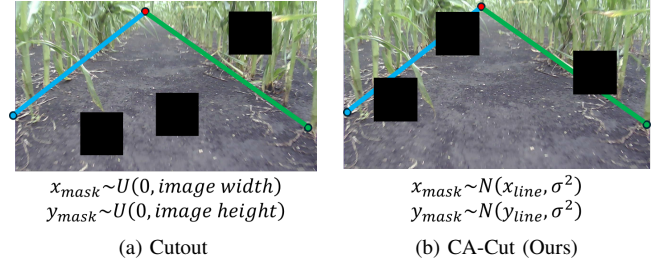 x_mask~U(0, image width)
y_mask~U(0, image height)
(a) Cutout
x_mask~N(x_line, σ²)
y_mask~N(y_line, σ²)
(b) CA-Cut (Ours)